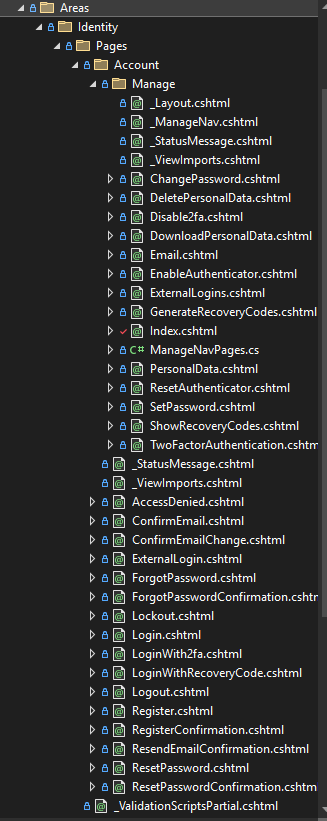 Areas
Identity
Pages
Account
Manage
_Layout.cshtml
_ManageNav.cshtml
_StatusMessage.cshtml
_ViewImports.cshtml
ChangePassword.cshtml
DeletePersonalData.cshtml
Disable2fa.cshtml
DownloadPersonalData.cshtml
Email.cshtml
EnableAuthenticator.cshtml
ExternalLogins.cshtml
GenerateRecoveryCodes.cshtml
Index.cshtml
C# ManageNavPages.cs
PersonalData.cshtml
ResetAuthenticator.cshtml
SetPassword.cshtml
ShowRecoveryCodes.cshtml
TwoFactorAuthentication.cshtml
_StatusMessage.cshtml
_ViewImports.cshtml
AccessDenied.cshtml
ConfirmEmail.cshtml
ConfirmEmailChange.cshtml
ExternalLogin.cshtml
ForgotPassword.cshtml
ForgotPasswordConfirmation.cshtm
Lockout.cshtml
Login.cshtml
LoginWith2fa.cshtml
LoginWithRecoveryCode.cshtml
Logout.cshtml
Register.cshtml
RegisterConfirmation.cshtml
ResendEmailConfirmation.cshtml
ResetPassword.cshtml
ResetPasswordConfirmation.cshtml
_ValidationScriptsPartial.cshtml